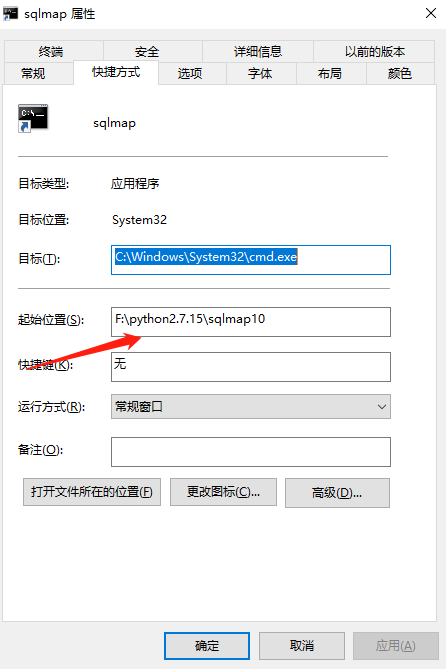 sqlmap 属性
终端 安全 详细信息 以前的版本
常规 快捷方式 选项 字体 布局 颜色
sqlmap
目标类型: 应用程序
目标位置: System32
目标(T): C:\Windows\System32\cmd.exe
起始位置(S): F:\python2.7.15\sqlmap10
快捷键(K): 无
运行方式(R): 常规窗口
备注(O):
打开文件所在的位置(F) 更改图标(C)... 高级(D)...
确定 取消 应用(A)